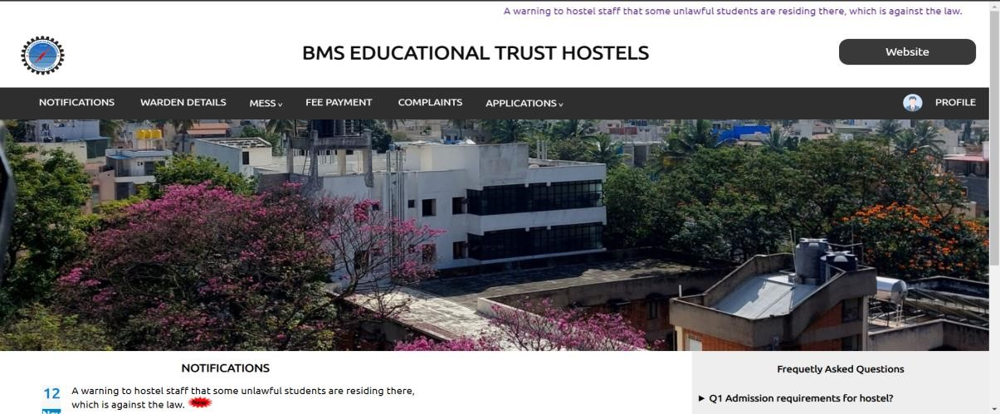 A warning to hostel staff that some unlawful students are residing there, which is against the law.
BMS EDUCATIONAL TRUST HOSTELS
Website
NOTIFICATIONS WARDEN DETAILS MESS v FEE PAYMENT COMPLAINTS APPLICATIONS v PROFILE
NOTIFICATIONS
12
A warning to hostel staff that some unlawful students are residing there,
which is against the law. New
Nov
Frequetly Asked Questions
► Q1 Admission requirements for hostel?